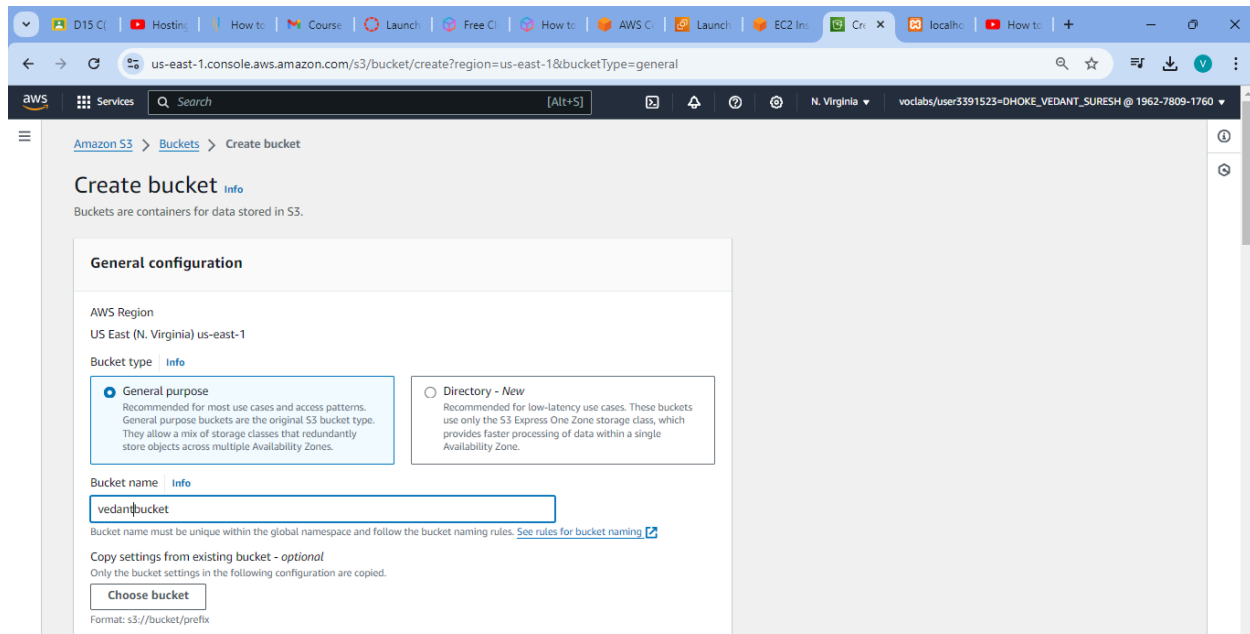 D15 C(
Hosting
How to
Course
Launch
Free Cl
How to
AWS C
Launch
EC2 Ins
Cre
localho
How to
us-east-1.console.aws.amazon.com/s3/bucket/create?region=us-east-1&bucketType=general
V
aws
Services
Search
[Alt+S]
N. Virginia
voclabs/user3391523=DHOKE_VEDANT_SURESH @ 1962-7809-1760
Amazon S3 > Buckets > Create bucket
Create bucket Info
Buckets are containers for data stored in S3.
General configuration
AWS Region
US East (N. Virginia) us-east-1
Bucket type Info
General purpose
Recommended for most use cases and access patterns.
General purpose buckets are the original S3 bucket type.
They allow a mix of storage classes that redundantly
store objects across multiple Availability Zones.
Directory - New
Recommended for low-latency use cases. These buckets
use only the S3 Express One Zone storage class, which
provides faster processing of data within a single
Availability Zone.
Bucket name Info
vedantbucket
Bucket name must be unique within the global namespace and follow the bucket naming rules. See rules for bucket naming
Copy settings from existing bucket - optional
Only the bucket settings in the following configuration are copied.
Choose bucket
Format: s3://bucket/prefix